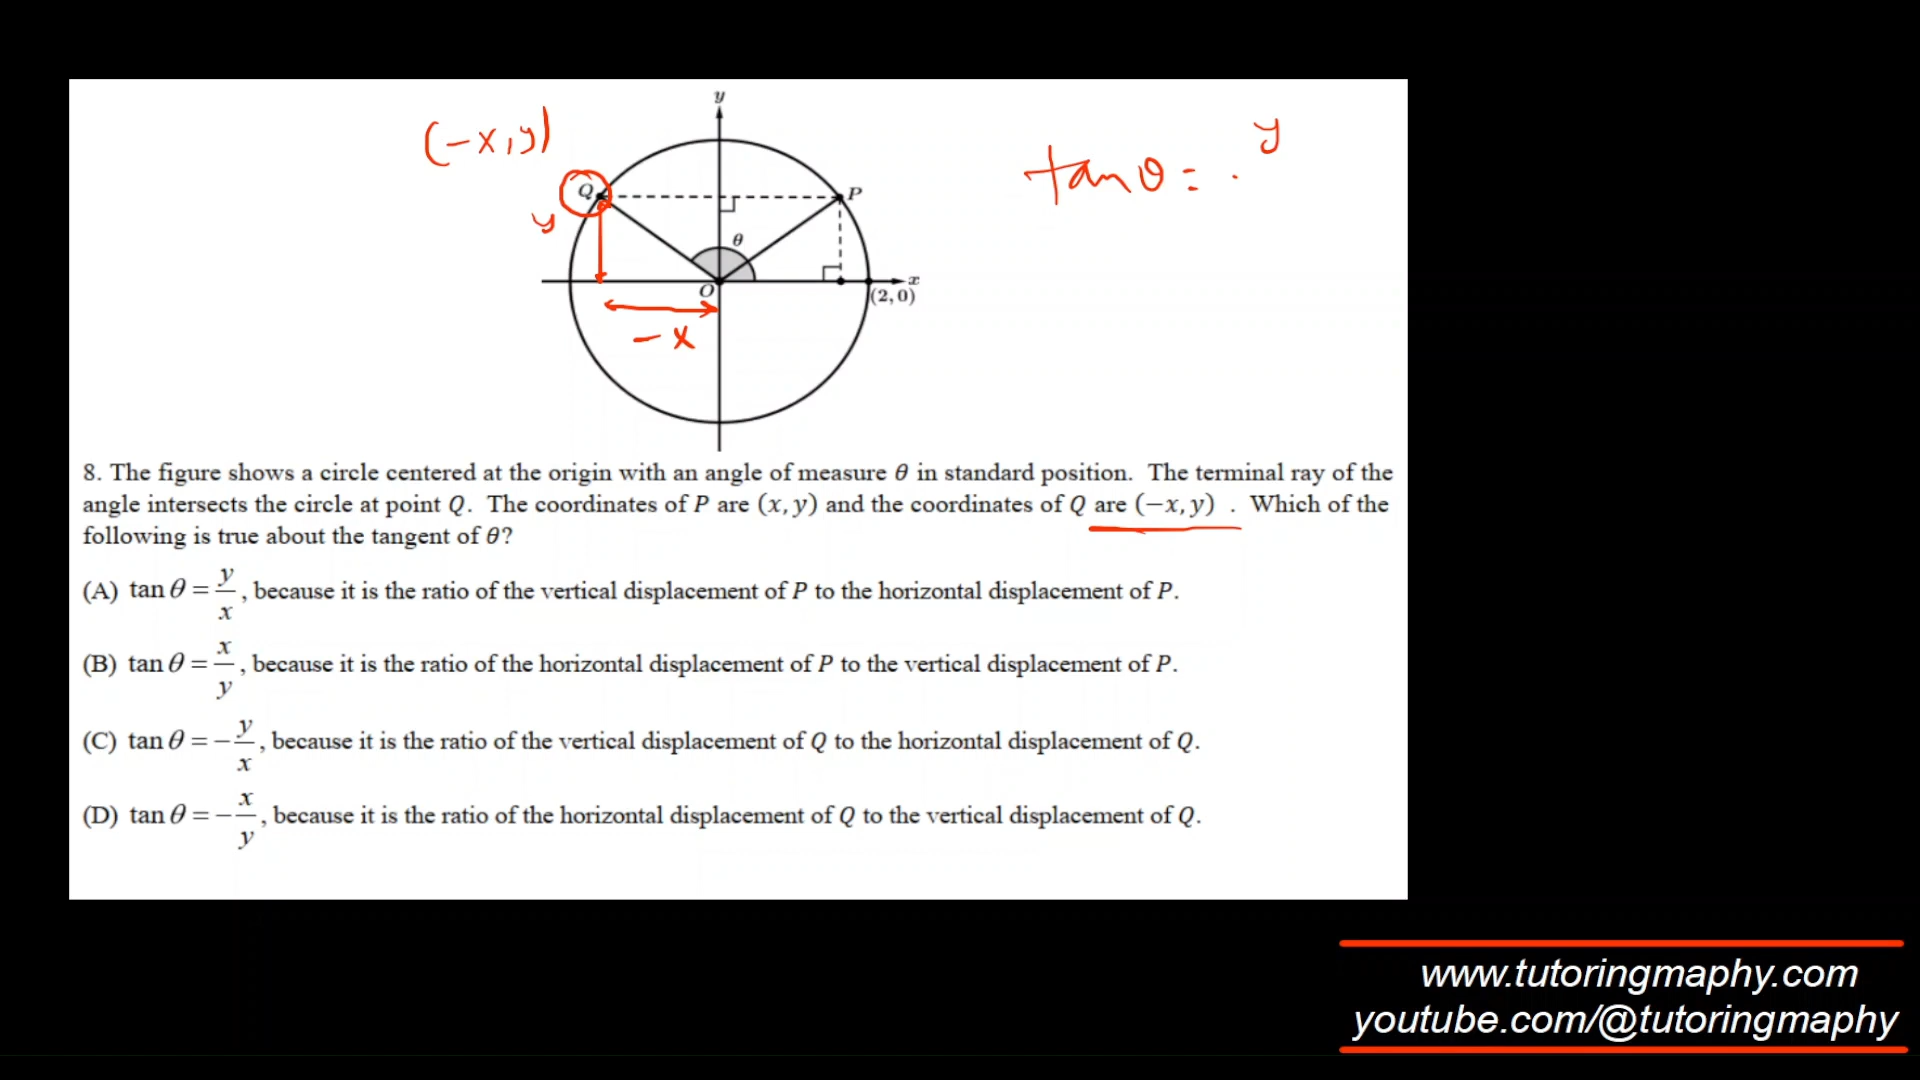 (-x, y)
y
tan θ = y
Q
P
y
θ
O
x
(2, 0)
-x
8. The figure shows a circle centered at the origin with an angle of measure θ in standard position. The terminal ray of the
angle intersects the circle at point Q. The coordinates of P are (x, y) and the coordinates of Q are (−x, y) . Which of the
following is true about the tangent of θ?
(A) tan θ = y/x, because it is the ratio of the vertical displacement of P to the horizontal displacement of P.
(B) tan θ = x/y, because it is the ratio of the horizontal displacement of P to the vertical displacement of P.
(C) tan θ = −y/x, because it is the ratio of the vertical displacement of Q to the horizontal displacement of Q.
(D) tan θ = −x/y, because it is the ratio of the horizontal displacement of Q to the vertical displacement of Q.
www.tutoringmaphy.com
youtube.com/@tutoringmaphy